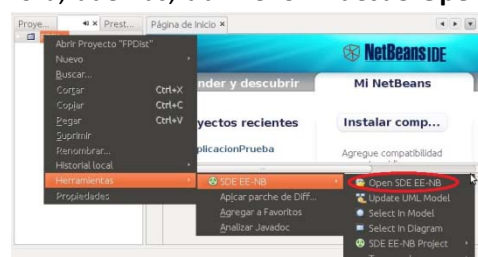 Proye... Prest... Página de Inicio
Abrir Proyecto "FPDist"
Nuevo
Buscar...
Cortar Ctrl+X
Copiar Ctrl+C
Pegar Ctrl+V
Suprimir
Renombrar...
Historial local
Herramientas
Propiedades
NetBeans IDE
nder y descubrir Mi NetBeans
yectos recientes Instalar comp...
plicacionPrueba Agregue compatibilidad
SDE EE-NB
Apicar parche de Diff...
Agregar a Favoritos
Analizar Javadoc
Open SDE EE-NB
Update UML Model
Select In Model
Select In Diagram
SDE EE-NB Project